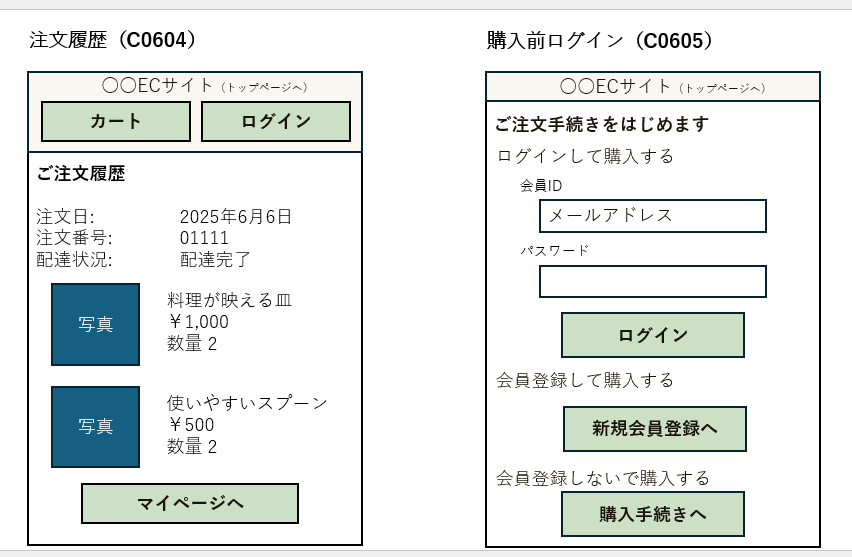 注文履歴（C0604）
〇〇ECサイト（トップページへ）
カート
ログイン
ご注文履歴
注文日: 2025年6月6日
注文番号: 01111
配達状況: 配達完了
写真
料理が映える皿
￥1,000
数量 2
写真
使いやすいスプーン
￥500
数量 2
マイページへ
購入前ログイン（C0605）
〇〇ECサイト（トップページへ）
ご注文手続きをはじめます
ログインして購入する
会員ID
メールアドレス
パスワード
ログイン
会員登録して購入する
新規会員登録へ
会員登録しないで購入する
購入手続きへ